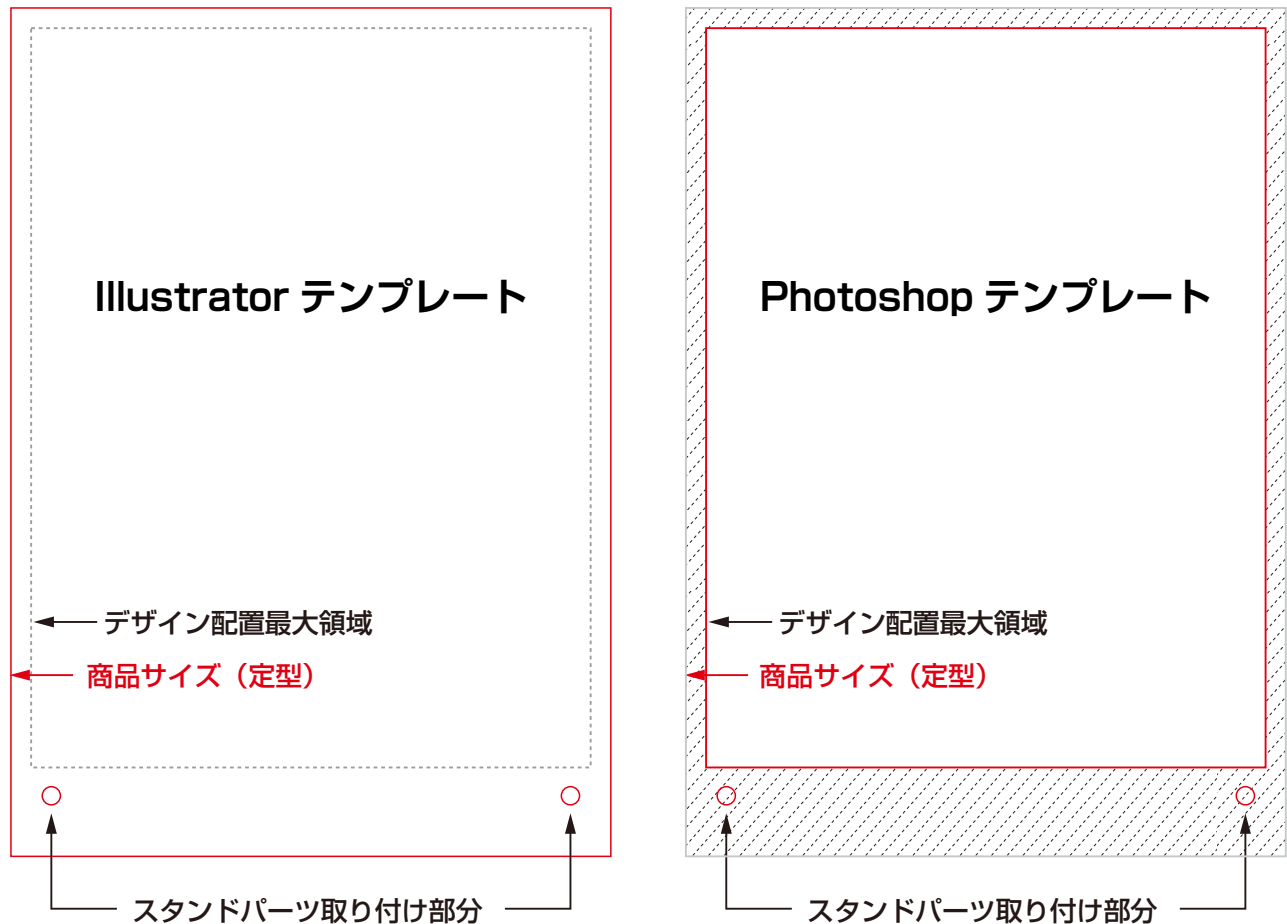 Illustrator テンプレート
デザイン配置最大領域
商品サイズ（定型）
スタンドパーツ取り付け部分
Photoshop テンプレート
デザイン配置最大領域
商品サイズ（定型）
スタンドパーツ取り付け部分